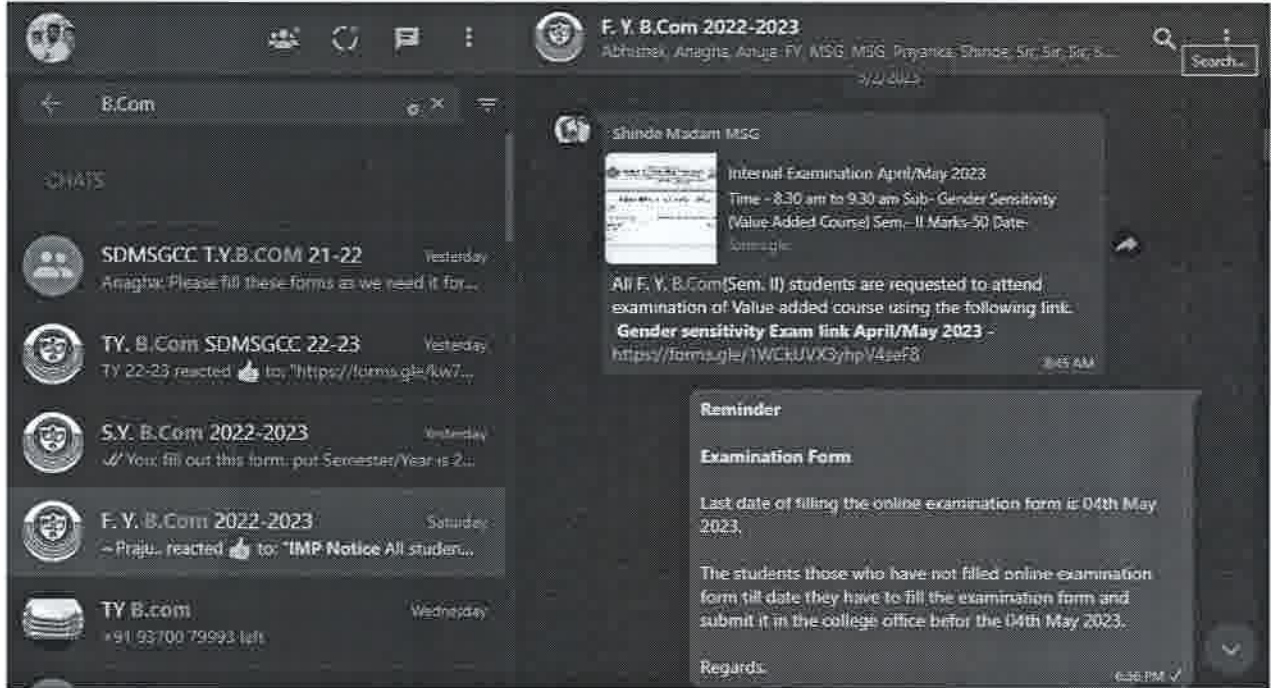 B.Com
CHATS
SDMSGCC T.Y.B.COM 21-22
Yesterday
Anagha: Please fill these forms as we need it for...
TY. B.Com SDMSGCC 22-23
Yesterday
TY 22-23 reacted 👍 to: "https://forms.gle/kw7...
S.Y. B.Com 2022-2023
Yesterday
You: fill out this form. put Semester/Year is 2...
F. Y. B.Com 2022-2023
Saturday
~ Praju.. reacted 👍 to: "IMP Notice All studen...
TY B.com
Wednesday
+91 93700 79993 left
F. Y. B.Com 2022-2023
Abhishek, Anagha, Anuja, FY, MSG, MSG, Priyanka, Shinde, Sir, Sir, Sir, S...
Search...
Shinde Madam MSG
Internal Examination April/May 2023
Time - 8.30 am to 9.30 am Sub- Gender Sensitivity
(Value Added Course) Sem.- II Marks-50 Date-
forms.gle
All F. Y. B.Com(Sem. II) students are requested to attend
examination of Value added course using the following link.
Gender sensitivity Exam link April/May 2023 -
https://forms.gle/1WCkUVX3yhpV4seF8
8:45 AM
Reminder
Examination Form
Last date of filling the online examination form is 04th May
2023.
The students those who have not filled online examination
form till date they have to fill the examination form and
submit it in the college office befor the 04th May 2023.
Regards.
6:36 PM